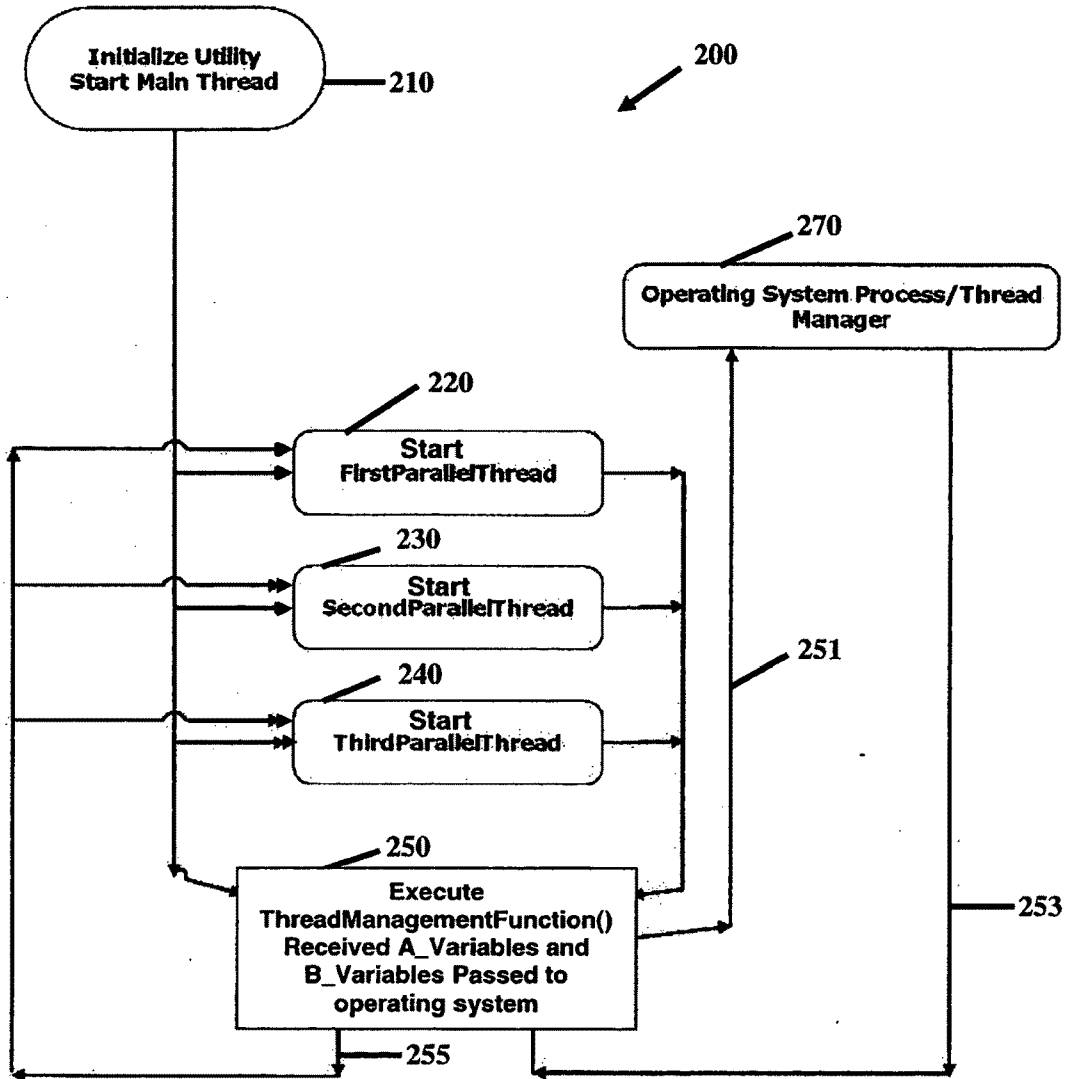 Initialize Utility
Start Main Thread
210
200
270
Operating System Process/Thread
Manager
220
Start
FirstParallelThread
230
Start
SecondParallelThread
251
240
Start
ThirdParallelThread
250
Execute
ThreadManagementFunction()
Received A_Variables and
B_Variables Passed to
operating system
253
255